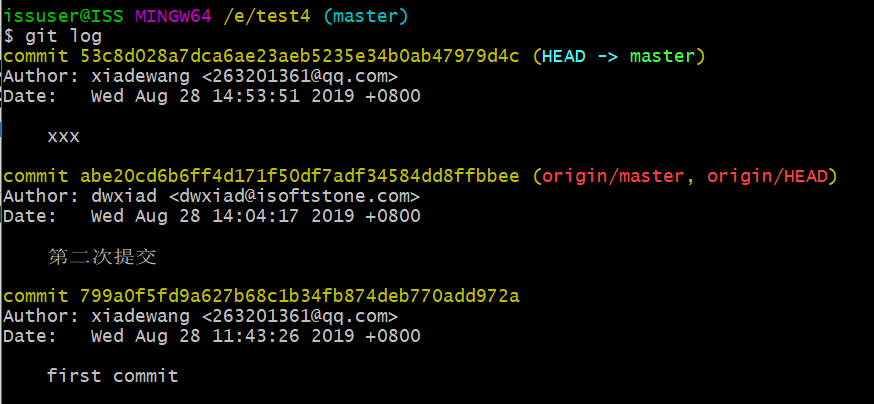 issuser@ISS MINGW64 /e/test4 (master)
$ git log
commit 53c8d028a7dca6ae23aeb5235e34b0ab47979d4c (HEAD -> master)
Author: xiadewang <263201361@qq.com>
Date:   Wed Aug 28 14:53:51 2019 +0800
xxx
commit abe20cd6b6ff4d171f50df7adf34584dd8ffbbee (origin/master, origin/HEAD)
Author: dwxiad <dwxiad@isoftstone.com>
Date:   Wed Aug 28 14:04:17 2019 +0800
第二次提交
commit 799a0f5fd9a627b68c1b34fb874deb770add972a
Author: xiadewang <263201361@qq.com>
Date:   Wed Aug 28 11:43:26 2019 +0800
first commit